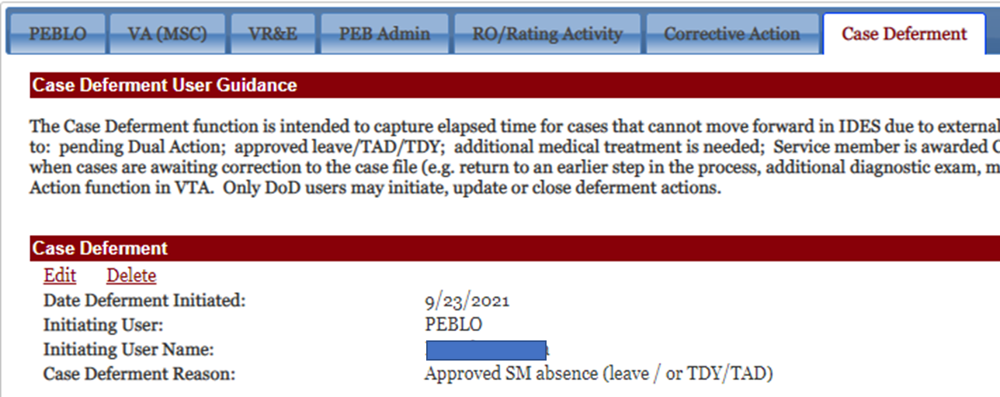 PEBLO VA (MSC) VR&E PEB Admin RO/Rating Activity Corrective Action Case Deferment
Case Deferment User Guidance
The Case Deferment function is intended to capture elapsed time for cases that cannot move forward in IDES due to external
to: pending Dual Action; approved leave/TAD/TDY; additional medical treatment is needed; Service member is awarded
when cases are awaiting correction to the case file (e.g. return to an earlier step in the process, additional diagnostic exam,
Action function in VTA. Only DoD users may initiate, update or close deferment actions.
Case Deferment
Edit Delete
Date Deferment Initiated: 9/23/2021
Initiating User: PEBLO
Initiating User Name:
Case Deferment Reason: Approved SM absence (leave / or TDY/TAD)